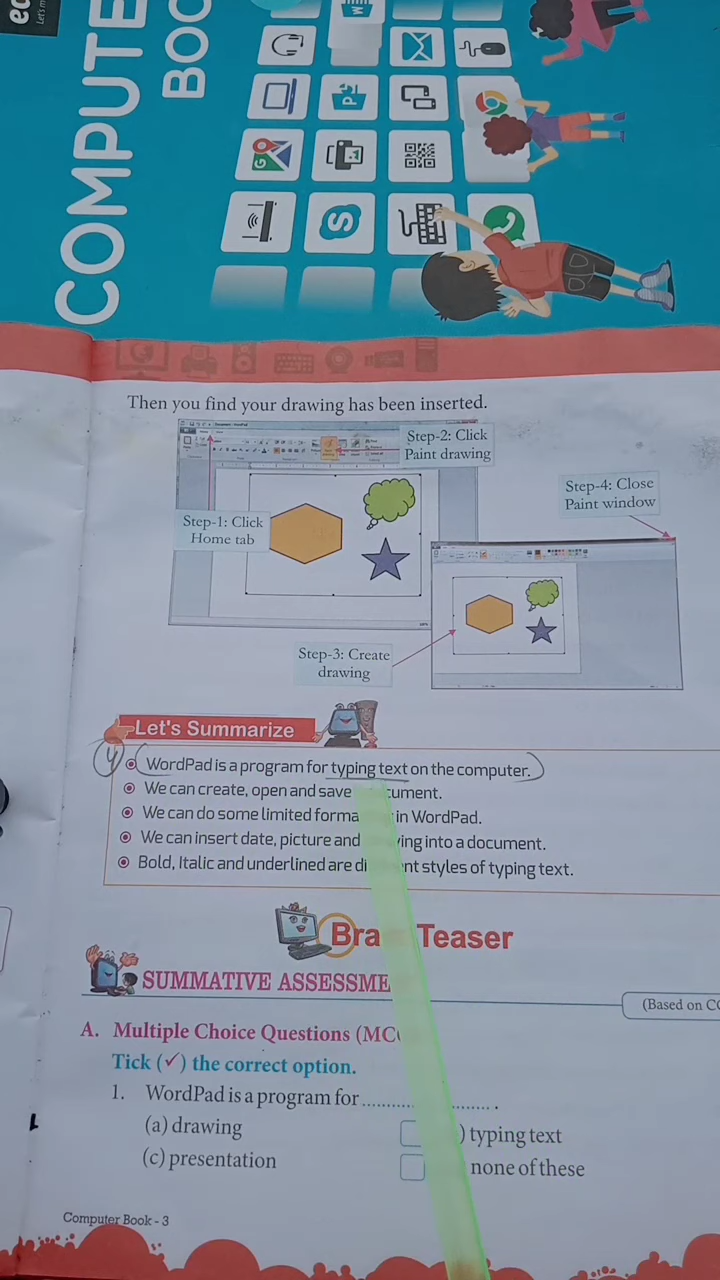 COMPUTE
BOO
Then you find your drawing has been inserted.
Step-2: Click
Paint drawing
Step-4: Close
Paint window
Step-1: Click
Home tab
Step-3: Create
drawing
Let's Summarize
4
WordPad is a program for typing text on the computer.
We can create, open and save ument.
We can do some limited forma in WordPad.
We can insert date, picture and ing into a document.
Bold, Italic and underlined are di nt styles of typing text.
Bra Teaser
SUMMATIVE ASSESSME
(Based on CC
A. Multiple Choice Questions (MC
Tick (✓) the correct option.
1. WordPad is a program for .......... .
(a) drawing ) typing text
(c) presentation none of these
Computer Book - 3